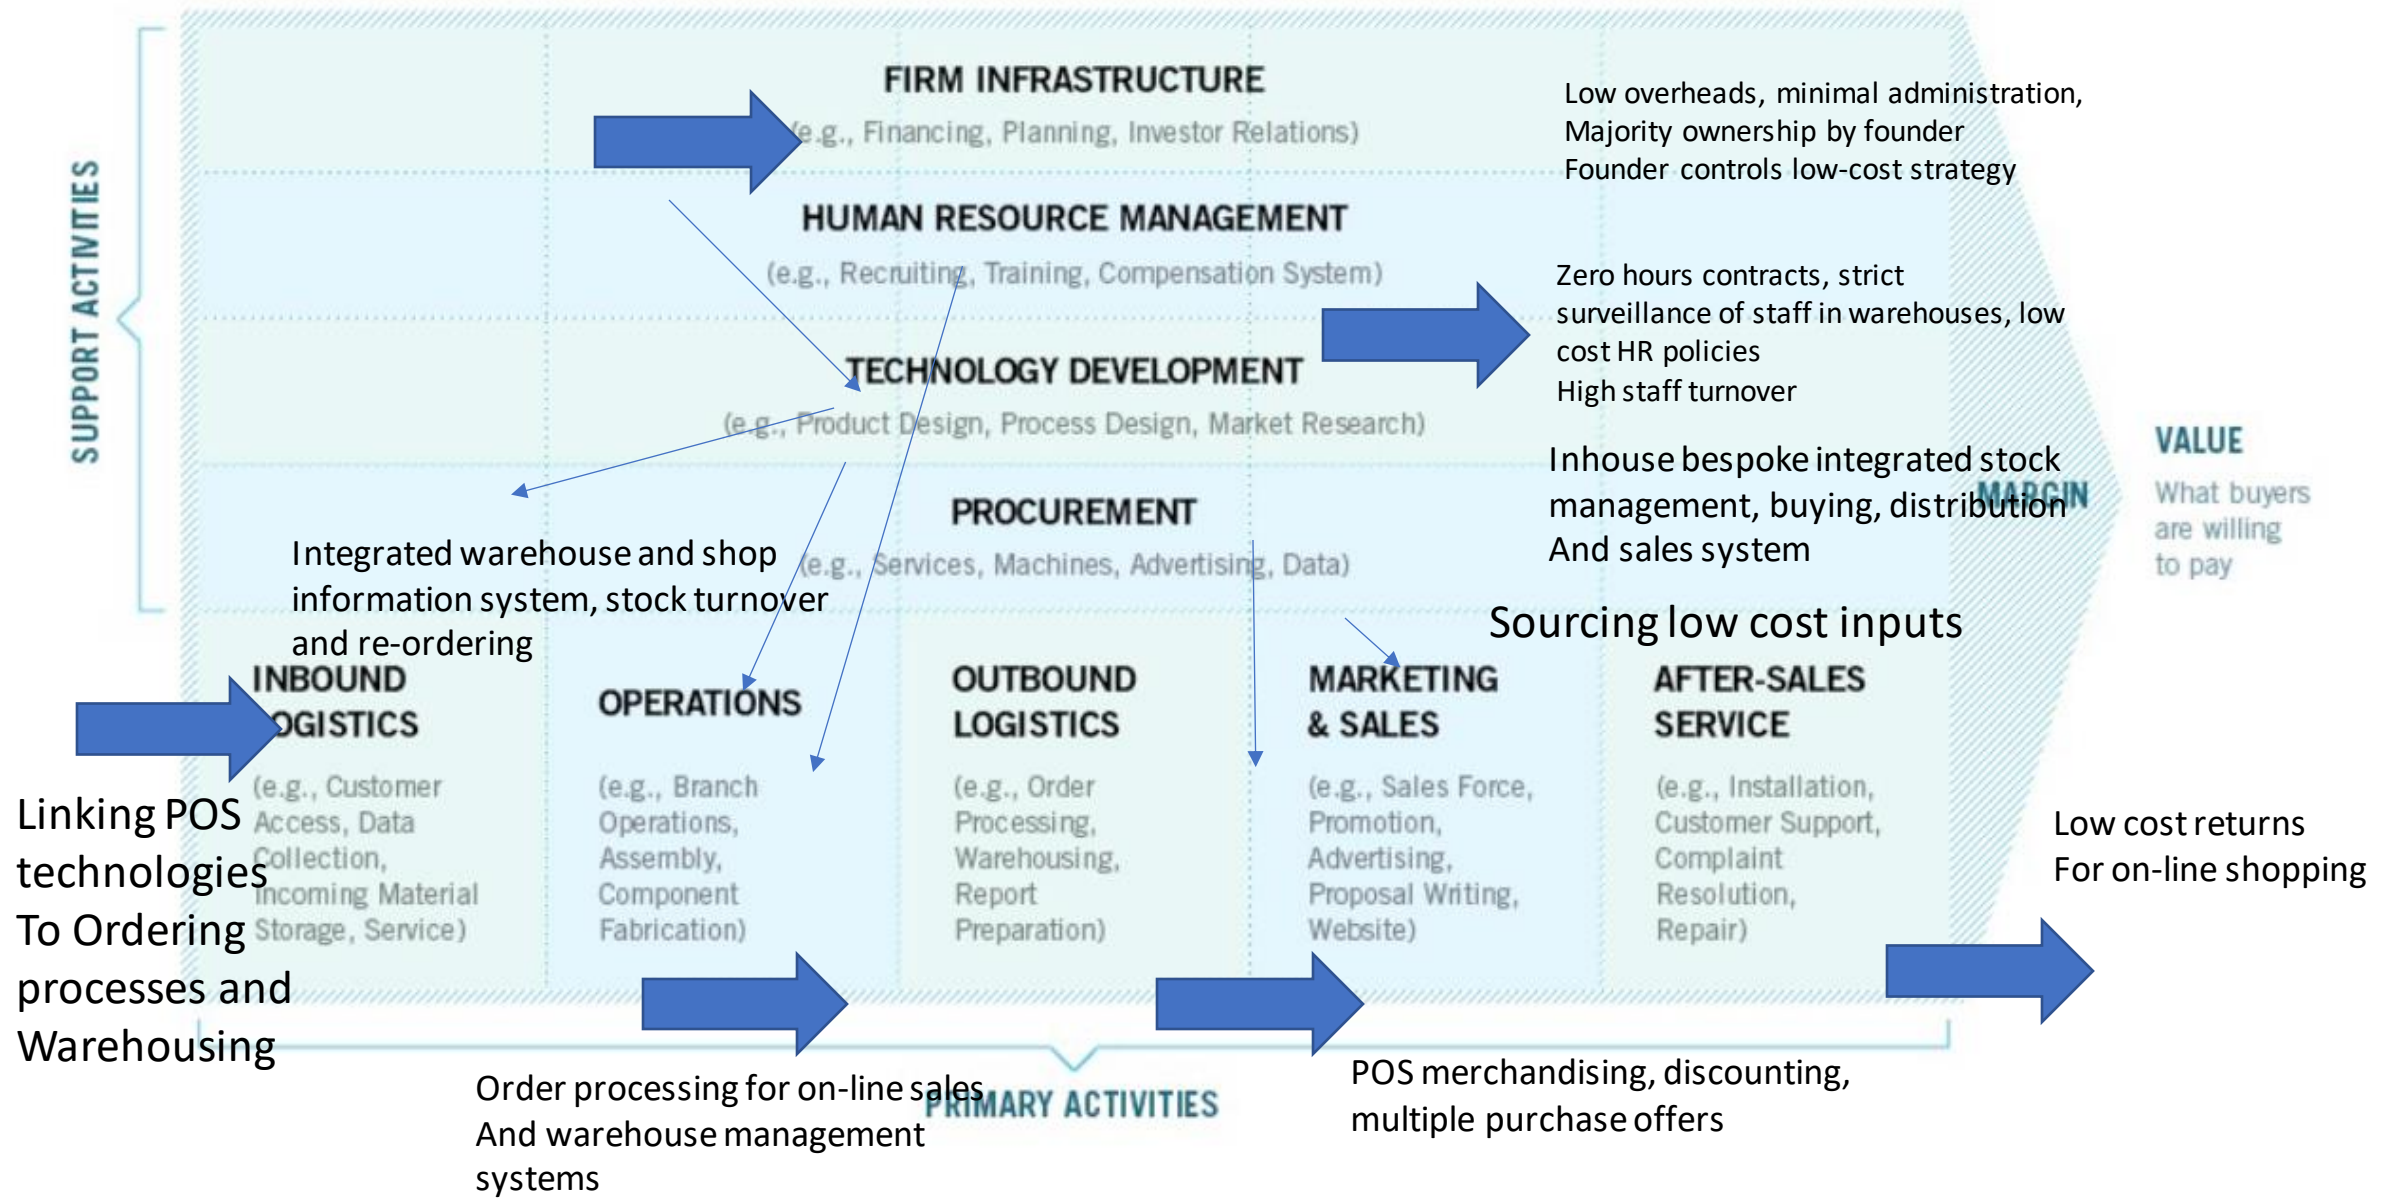 SUPPORT ACTIVITIES
FIRM INFRASTRUCTURE
(e.g., Financing, Planning, Investor Relations)
Low overheads, minimal administration,
Majority ownership by founder
Founder controls low-cost strategy
HUMAN RESOURCE MANAGEMENT
(e.g., Recruiting, Training, Compensation System)
Zero hours contracts, strict
surveillance of staff in warehouses, low
cost HR policies
High staff turnover
TECHNOLOGY DEVELOPMENT
(e.g., Product Design, Process Design, Market Research)
Inhouse bespoke integrated stock
management, buying, distribution
And sales system
MARGIN
VALUE
What buyers
are willing
to pay
PROCUREMENT
(e.g., Services, Machines, Advertising, Data)
Sourcing low cost inputs
Integrated warehouse and shop
information system, stock turnover
and re-ordering
INBOUND
LOGISTICS
(e.g., Customer
Access, Data
Collection,
Incoming Material
Storage, Service)
Linking POS
technologies
To Ordering
processes and
Warehousing
OPERATIONS
(e.g., Branch
Operations,
Assembly,
Component
Fabrication)
OUTBOUND
LOGISTICS
(e.g., Order
Processing,
Warehousing,
Report
Preparation)
MARKETING
& SALES
(e.g., Sales Force,
Promotion,
Advertising,
Proposal Writing,
Website)
AFTER-SALES
SERVICE
(e.g., Installation,
Customer Support,
Complaint
Resolution,
Repair)
Low cost returns
For on-line shopping
Order processing for on-line sales
And warehouse management
systems
PRIMARY ACTIVITIES
POS merchandising, discounting,
multiple purchase offers